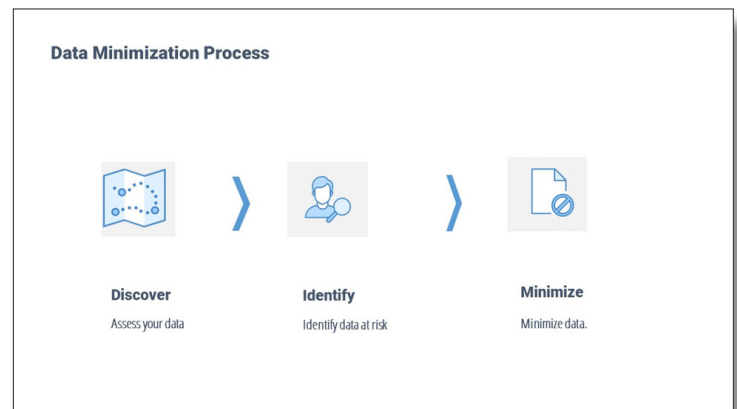 Data Minimization Process
Discover
Assess your data
Identify
Identify data at risk
Minimize
Minimize data.